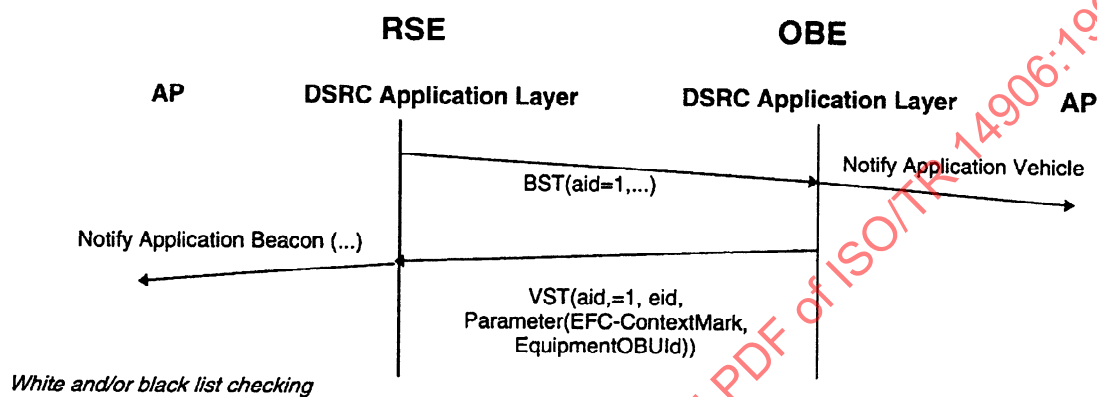 RSE OBE
AP DSRC Application Layer DSRC Application Layer AP
BST(aid=1,...)
Notify Application Vehicle
Notify Application Beacon (...)
VST(aid,=1, eid,
Parameter(EFC-ContextMark,
EquipmentOBUId))
White and/or black list checking
PDF of ISO/TR 14906:19